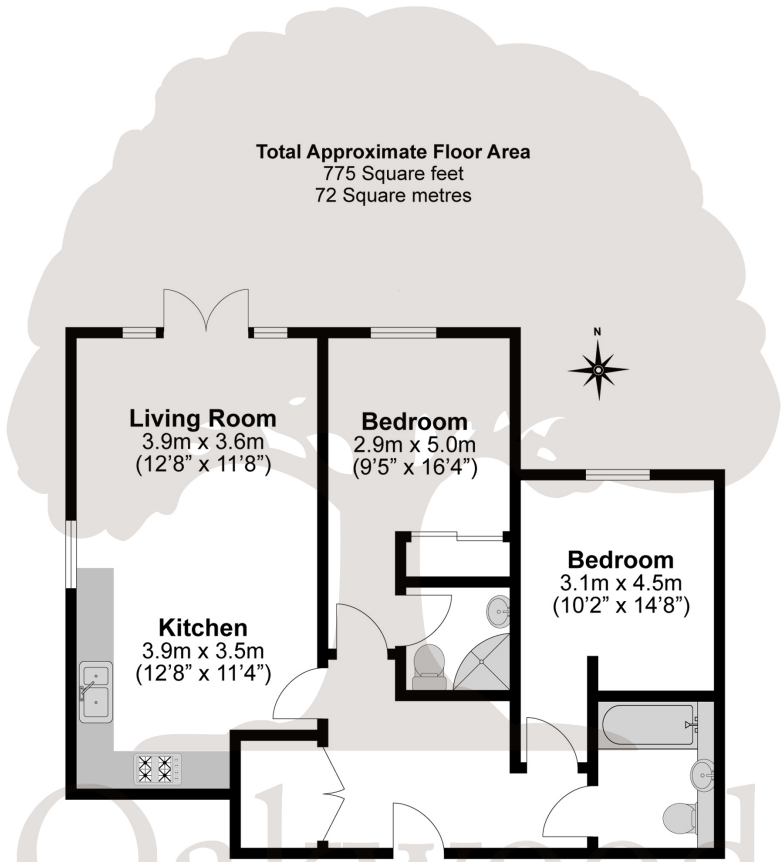 Total Approximate Floor Area
775 Square feet
72 Square metres
N
Living Room
3.9m x 3.6m
(12’8” x 11’8”)
Bedroom
2.9m x 5.0m
(9’5” x 16’4”)
Bedroom
3.1m x 4.5m
(10’2” x 14’8”)
Kitchen
3.9m x 3.5m
(12’8” x 11’4”)
Oakwood